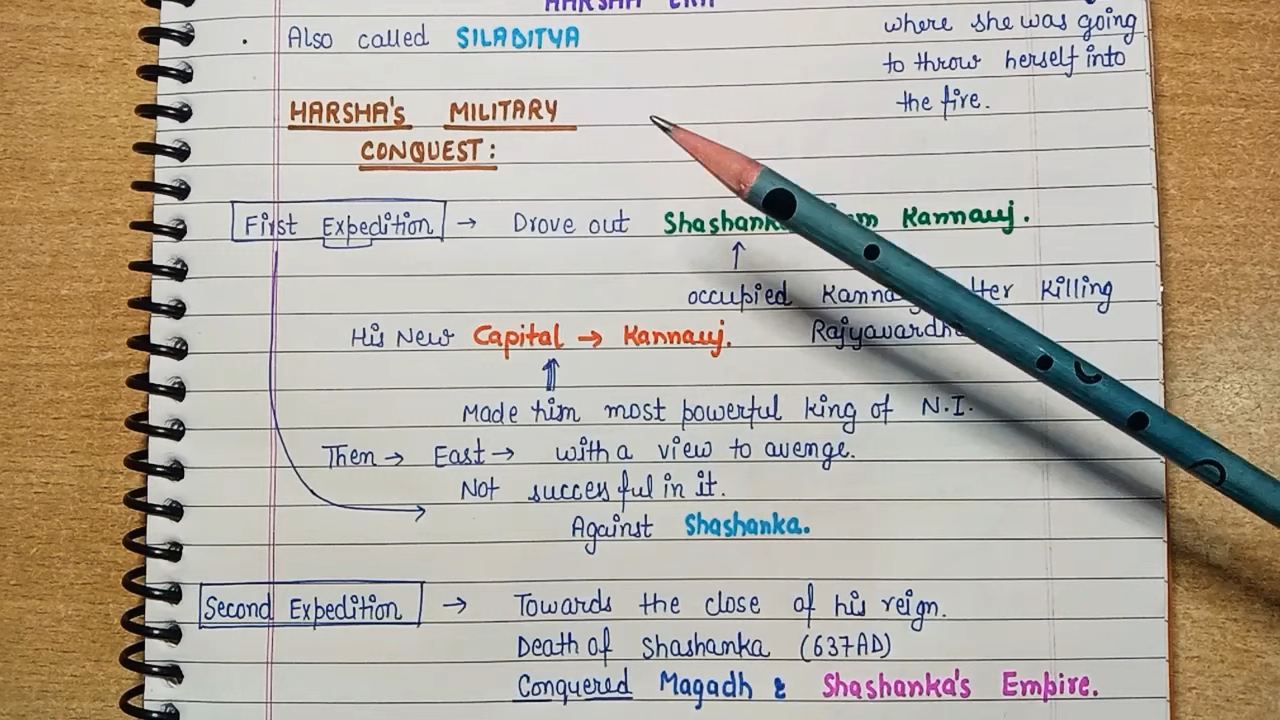 HARSHA ERA
Also called SILADITYA
where she was going
to throw herself into
the fire.
HARSHA's MILITARY
CONQUEST:
First Expedition → Drove out Kannauj.
↑
occupied Killing
His New Capital → Kannauj.
⇑
Made him most powerful king of N.I.
Then → East → with a view to avenge.
Not successful in it.
Against Shashanka.
Second Expedition → Towards the close of his reign.
Death of Shashanka (637AD)
Conquered Magadh & Shashanka's Empire.